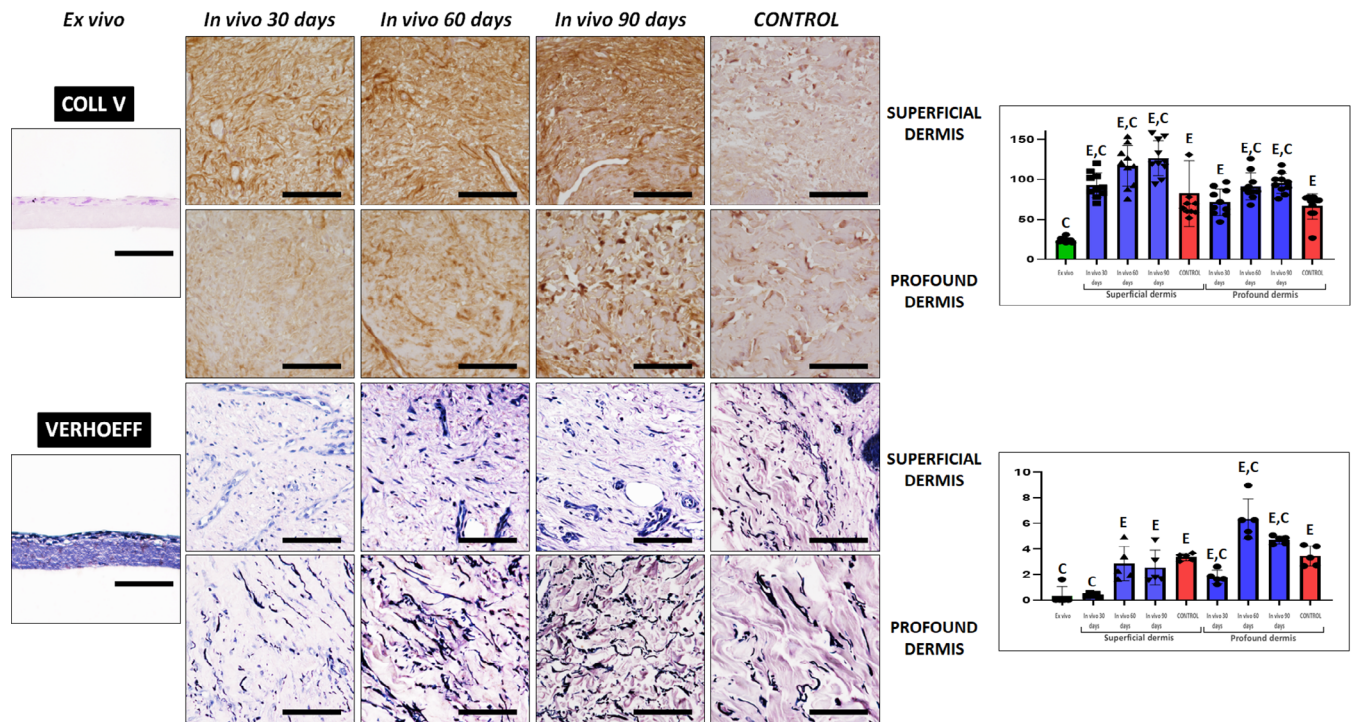 Ex vivo
In vivo 30 days
In vivo 60 days
In vivo 90 days
CONTROL
COLL V
SUPERFICIAL
DERMIS
PROFOUND
DERMIS
VERHOEFF
SUPERFICIAL
DERMIS
PROFOUND
DERMIS
150
100
50
0
C
E,C
E,C
E,C
E
E
E,C
E,C
E
Ex vivo
In vivo 30
days
In vivo 60
days
In vivo 90
days
CONTROL
In vivo 30
days
In vivo 60
days
In vivo 90
days
CONTROL
Superficial dermis
Profound dermis
10
8
6
4
2
0
C
C
E
E
E
E,C
E,C
E,C
E
Ex vivo
In vivo 30
days
In vivo 60
days
In vivo 90
days
CONTROL
In vivo 30
days
In vivo 60
days
In vivo 90
days
CONTROL
Superficial dermis
Profound dermis